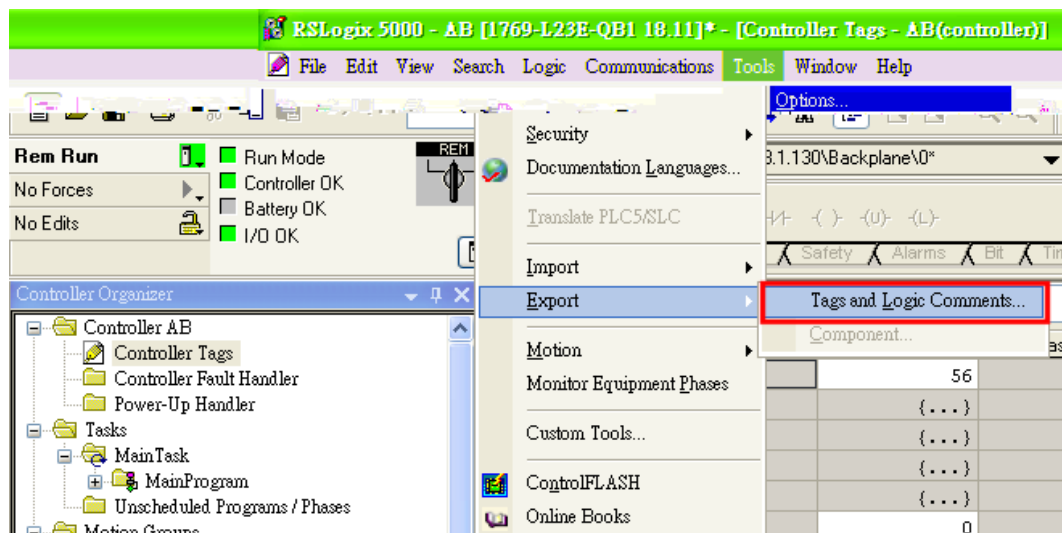 RSLogix 5000 - AB [1769-L23E-QB1 18.11]* - [Controller Tags - AB(controller)]
File Edit View Search Logic Communications Tools Window Help
Options...
Security
Rem Run
Run Mode
REM
Documentation Languages...
3.1.130\Backplane\0*
No Forces
Controller OK
Battery OK
Translate PLC5/SLC
No Edits
I/O OK
Safety Alarms Bit
Import
Controller Organizer
Export
Tags and Logic Comments...
Component...
Controller AB
Controller Tags
Motion
Controller Fault Handler
Monitor Equipment Phases
56
Power-Up Handler
{...}
Tasks
Custom Tools...
{...}
MainTask
{...}
MainProgram
ControlFLASH
{...}
Unscheduled Programs / Phases
Online Books
0
Motion Groups